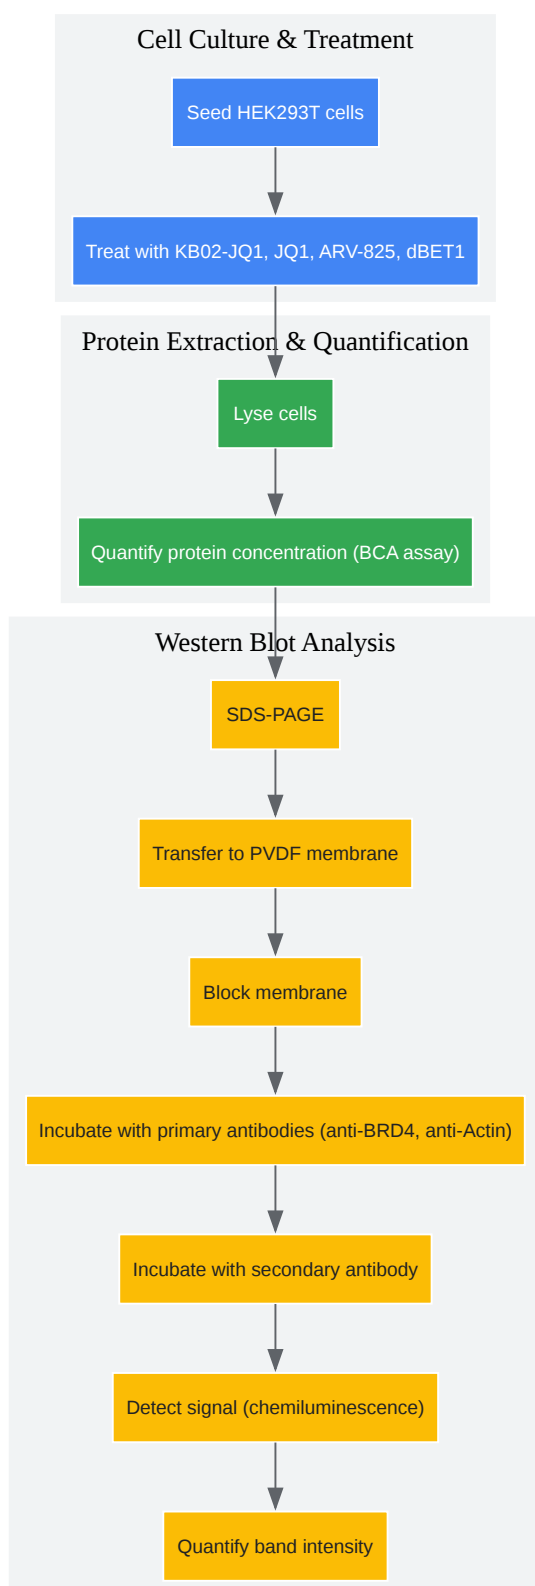 Cell Culture & Treatment
Seed HEK293T cells
Treat with KB02-JQ1, JQ1, ARV-825, dBET1
Protein Extraction & Quantification
Lyse cells
Quantify protein concentration (BCA assay)
Western Blot Analysis
SDS-PAGE
Transfer to PVDF membrane
Block membrane
Incubate with primary antibodies (anti-BRD4, anti-Actin)
Incubate with secondary antibody
Detect signal (chemiluminescence)
Quantify band intensity